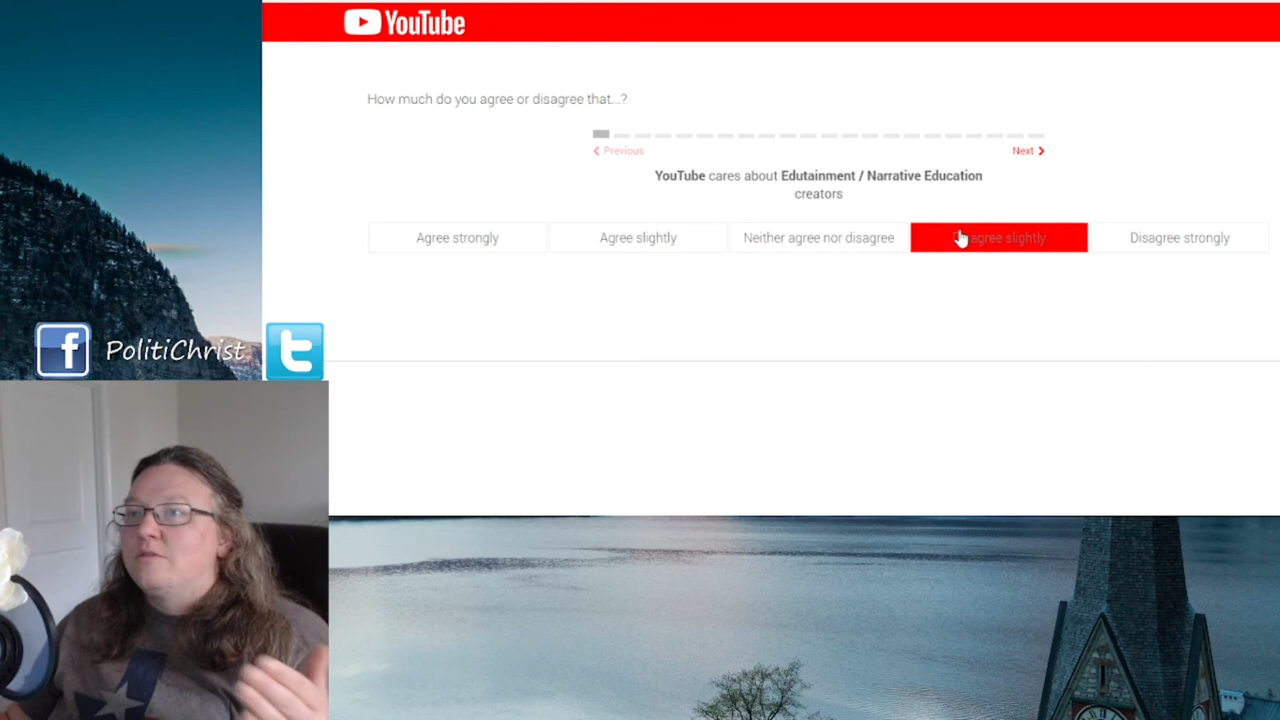 YouTube
How much do you agree or disagree that...?
Previous
Next
YouTube cares about Edutainment / Narrative Education
creators
Agree strongly
Agree slightly
Neither agree nor disagree
Disagree slightly
Disagree strongly
f PolitiChrist t